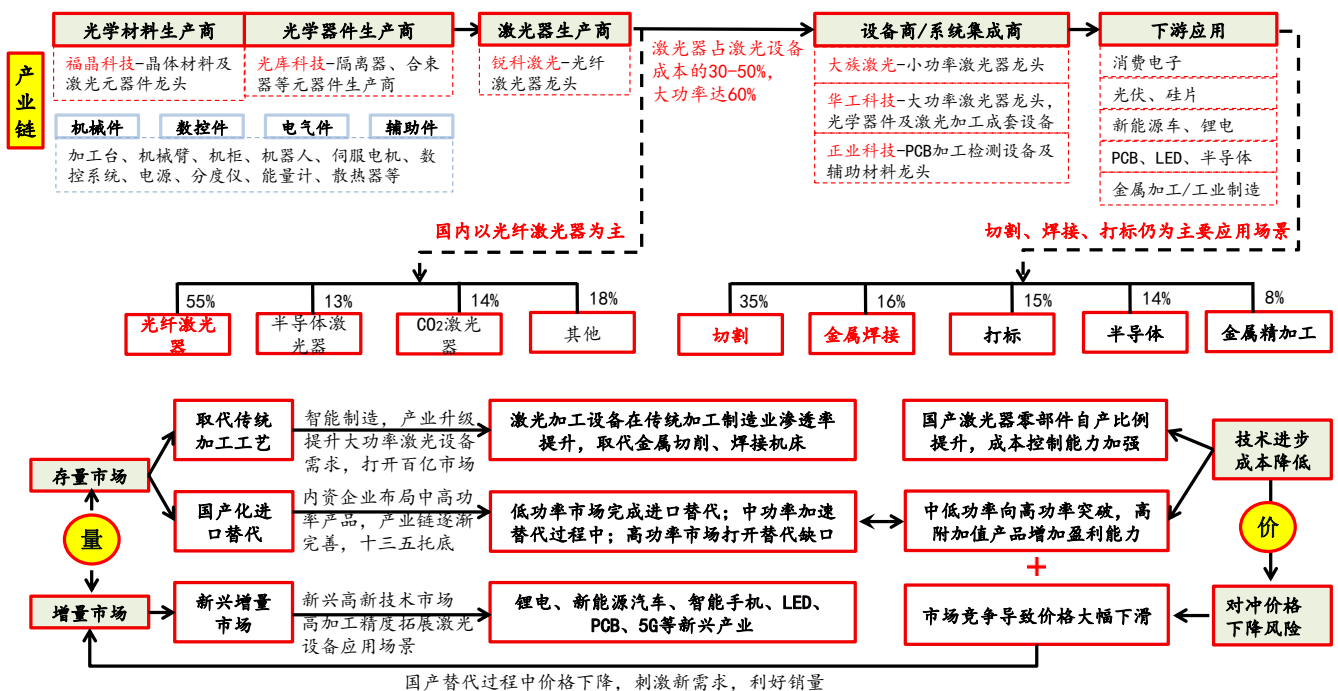 产
业
链
光学材料生产商
福晶科技-晶体材料及
激光元器件龙头
光学器件生产商
光库科技-隔离器、合束
器等元器件生产商
激光器生产商
锐科激光-光纤
激光器龙头
激光器占激光设备
成本的30-50%,
大功率达60%
设备商/系统集成商
大族激光-小功率激光器龙头
华工科技-大功率激光器龙头,
光学器件及激光加工成套设备
正业科技-PCB加工检测设备及
辅助材料龙头
下游应用
消费电子
光伏、硅片
新能源车、锂电
PCB、LED、半导体
金属加工/工业制造
机械件
数控件
电气件
辅助件
加工台、机械臂、机柜、机器人、伺服电机、数
控系统、电源、分度仪、能量计、散热器等
国内以光纤激光器为主
切割、焊接、打标仍为主要应用场景
55%
13%
14%
18%
光纤激光
器
半导体激
光器
CO2激光
器
其他
35%
16%
15%
14%
8%
切割
金属焊接
打标
半导体
金属精加工
存量市场
量
增量市场
取代传统
加工工艺
智能制造，产业升级
提升大功率激光设备
需求，打开百亿市场
激光加工设备在传统加工制造业渗透率
提升，取代金属切削、焊接机床
国产激光器零部件自产比例
提升，成本控制能力加强
技术进步
成本降低
国产化进
口替代
内资企业布局中高功
率产品，产业链逐渐
完善，十三五托底
低功率市场完成进口替代；中功率加速
替代过程中；高功率市场打开替代缺口
中低功率向高功率突破，高
附加值产品增加盈利能力
价
+
新兴增量
市场
新兴高新技术市场
高加工精度拓展激光
设备应用场景
锂电、新能源汽车、智能手机、LED、
PCB、5G等新兴产业
市场竞争导致价格大幅下滑
对冲价格
下降风险
国产替代过程中价格下降，刺激新需求，利好销量